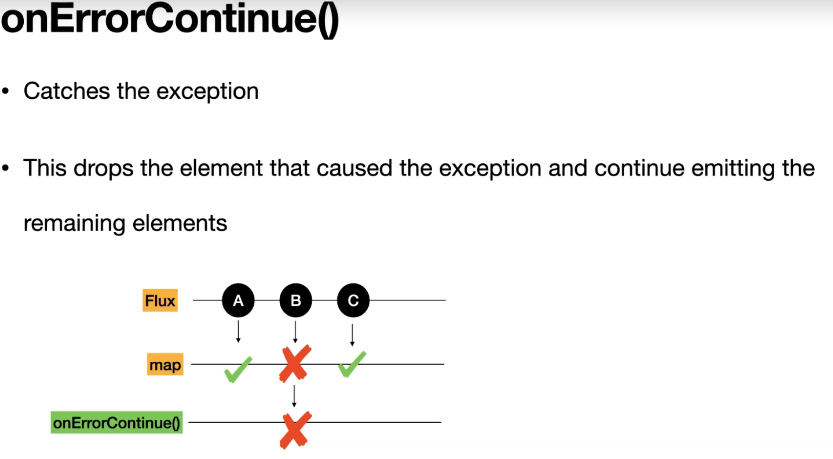 onErrorContinue()
• Catches the exception
• This drops the element that caused the exception and continue emitting the
remaining elements
Flux A B C
map
onErrorContinue()